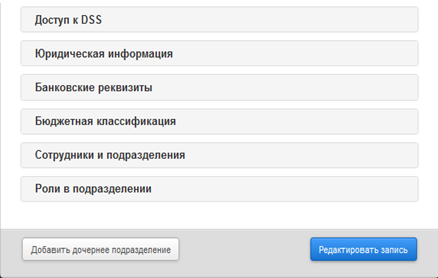 Доступ к DSS
Юридическая информация
Банковские реквизиты
Бюджетная классификация
Сотрудники и подразделения
Роли в подразделении
Добавить дочернее подразделение
Редактировать запись